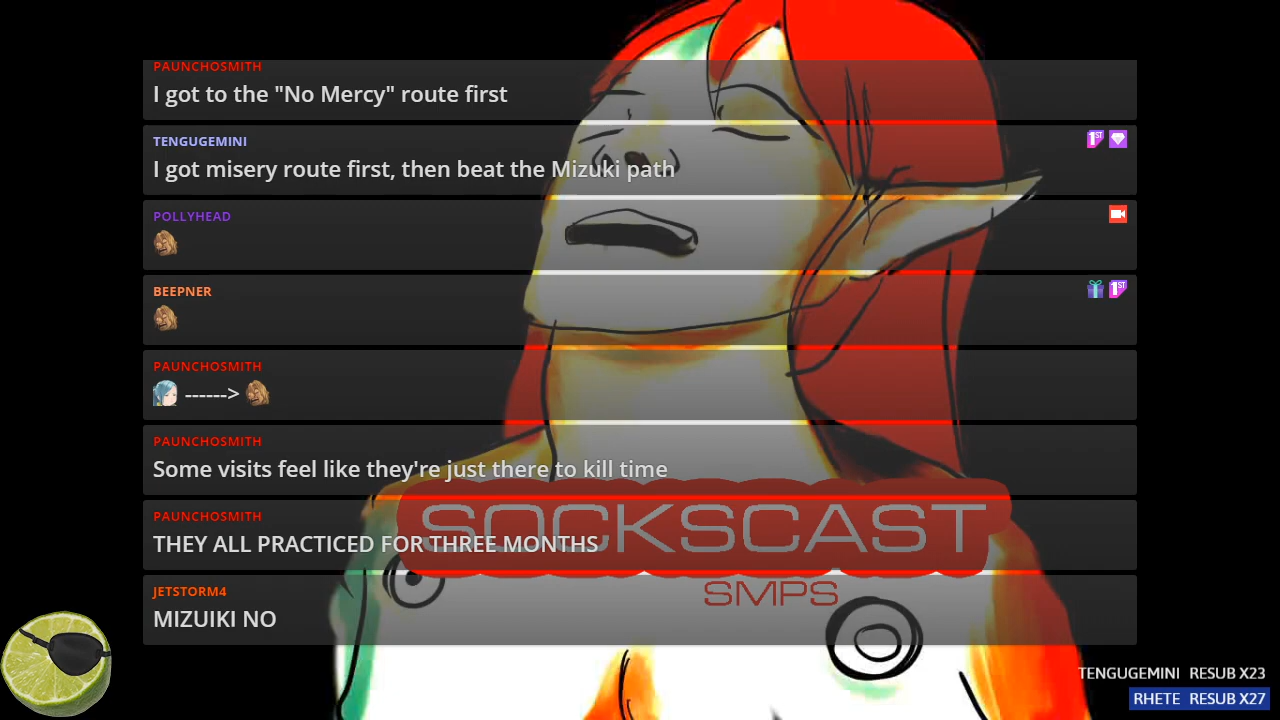 PAUNCHOSMITH
I got to the "No Mercy" route first
TENGUGEMINI
1ST
I got misery route first, then beat the Mizuki path
POLLYHEAD
BEEPNER
1ST
PAUNCHOSMITH
------>
PAUNCHOSMITH
Some visits feel like they're just there to kill time
PAUNCHOSMITH
THEY ALL PRACTICED FOR THREE MONTHS
SOCKSCAST
SMPS
JETSTORM4
MIZUIKI NO
TENGUGEMINI RESUB X23
RHETE RESUB X27